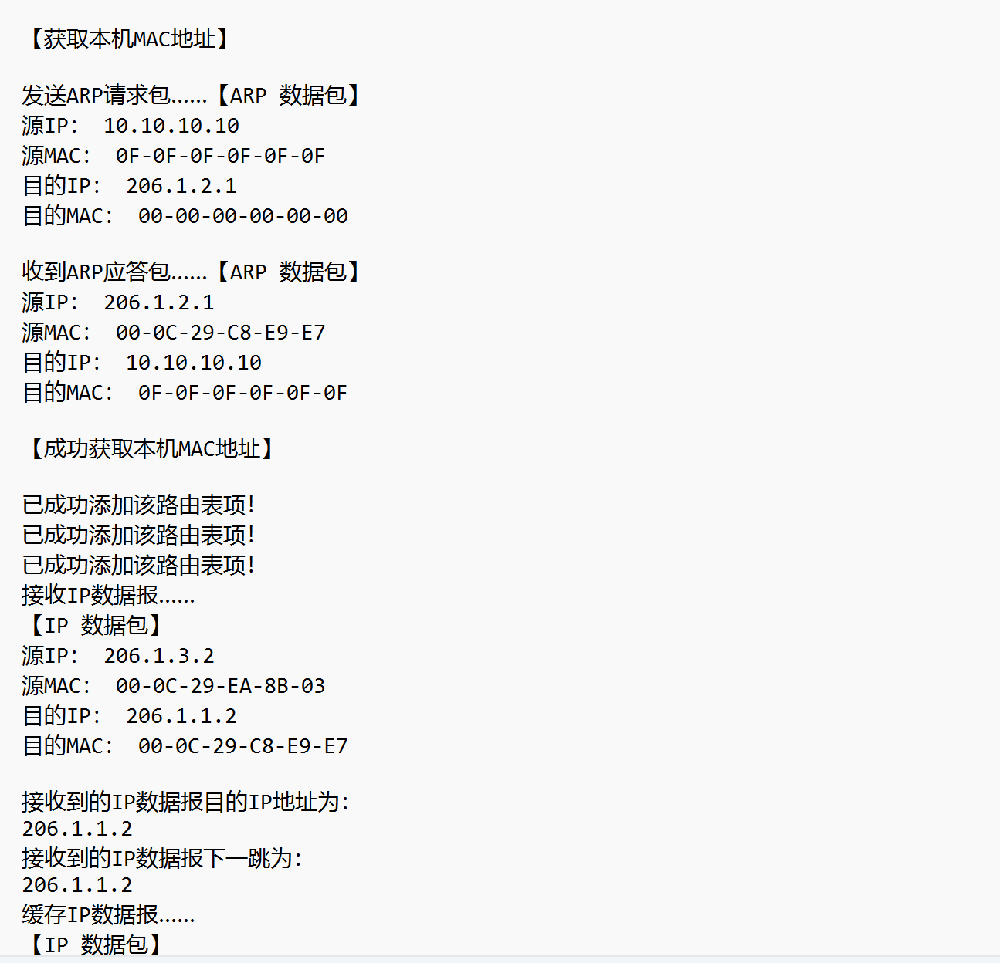 【获取本机MAC地址】
发送ARP请求包……【ARP 数据包】
源IP： 10.10.10.10
源MAC： 0F-0F-0F-0F-0F-0F
目的IP： 206.1.2.1
目的MAC： 00-00-00-00-00-00
收到ARP应答包……【ARP 数据包】
源IP： 206.1.2.1
源MAC： 00-0C-29-C8-E9-E7
目的IP： 10.10.10.10
目的MAC： 0F-0F-0F-0F-0F-0F
【成功获取本机MAC地址】
已成功添加该路由表项！
已成功添加该路由表项！
已成功添加该路由表项！
接收IP数据报……
【IP 数据包】
源IP： 206.1.3.2
源MAC： 00-0C-29-EA-8B-03
目的IP： 206.1.1.2
目的MAC： 00-0C-29-C8-E9-E7
接收到的IP数据报目的IP地址为：
206.1.1.2
接收到的IP数据报下一跳为：
206.1.1.2
缓存IP数据报……
【IP 数据包】